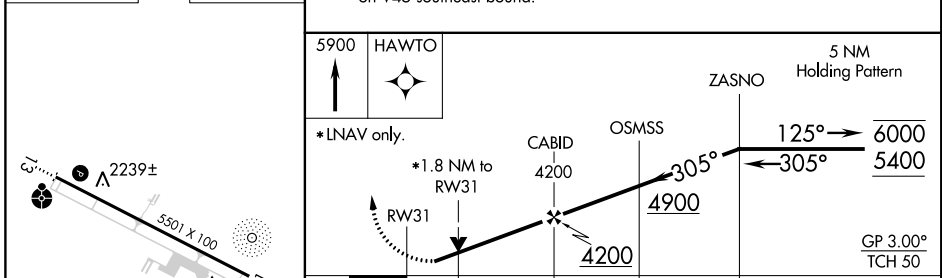 on V45 southeast bound.
5900 HAWTO
5 NM
Holding Pattern
ZASNO
*LNAV only.
OSMSS
CABID
4200
125° 6000
305° 5400
305°
*1.8 NM to
RW31
4900
RW31
4200
GP 3.00°
TCH 50
13
P
2239±
5501 X 100